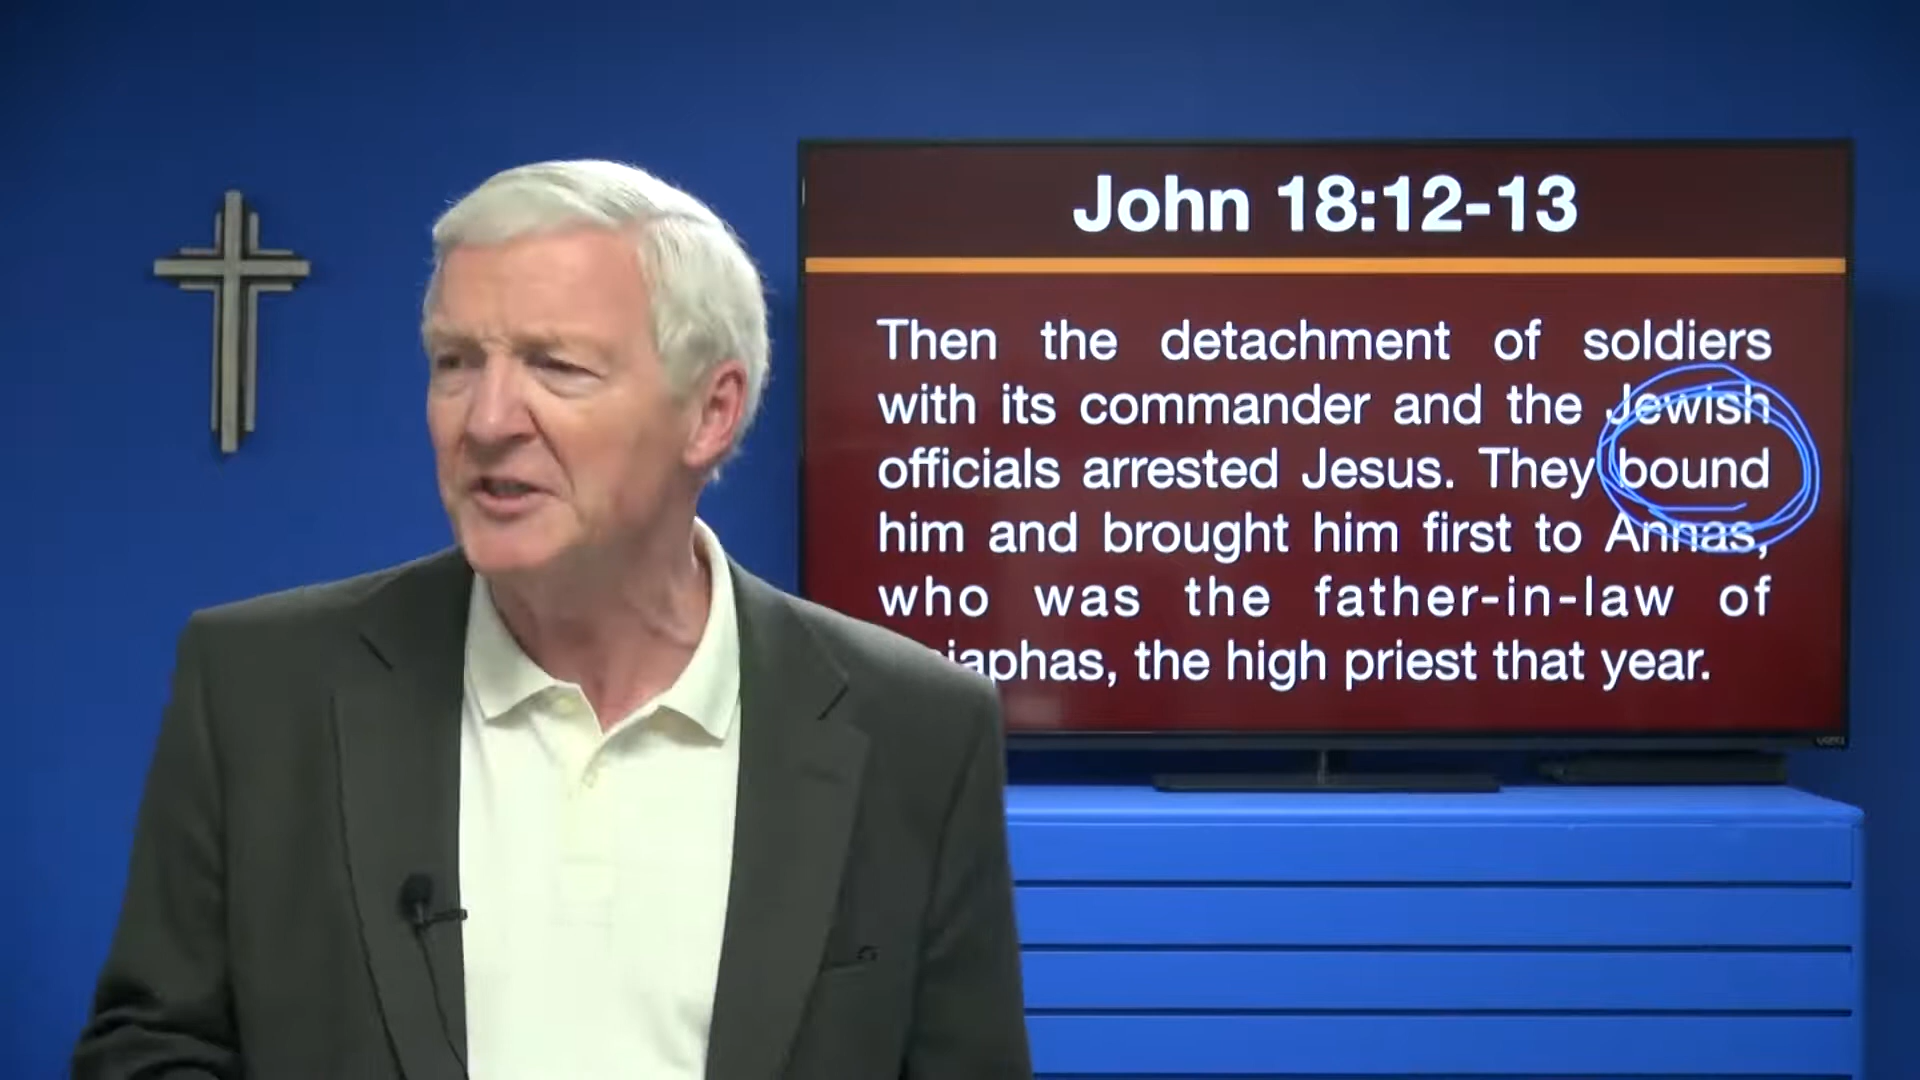 John 18:12-13
Then the detachment of soldiers
with its commander and the Jewish
officials arrested Jesus. They bound
him and brought him first to Annas,
who was the father-in-law of
the high priest that year.